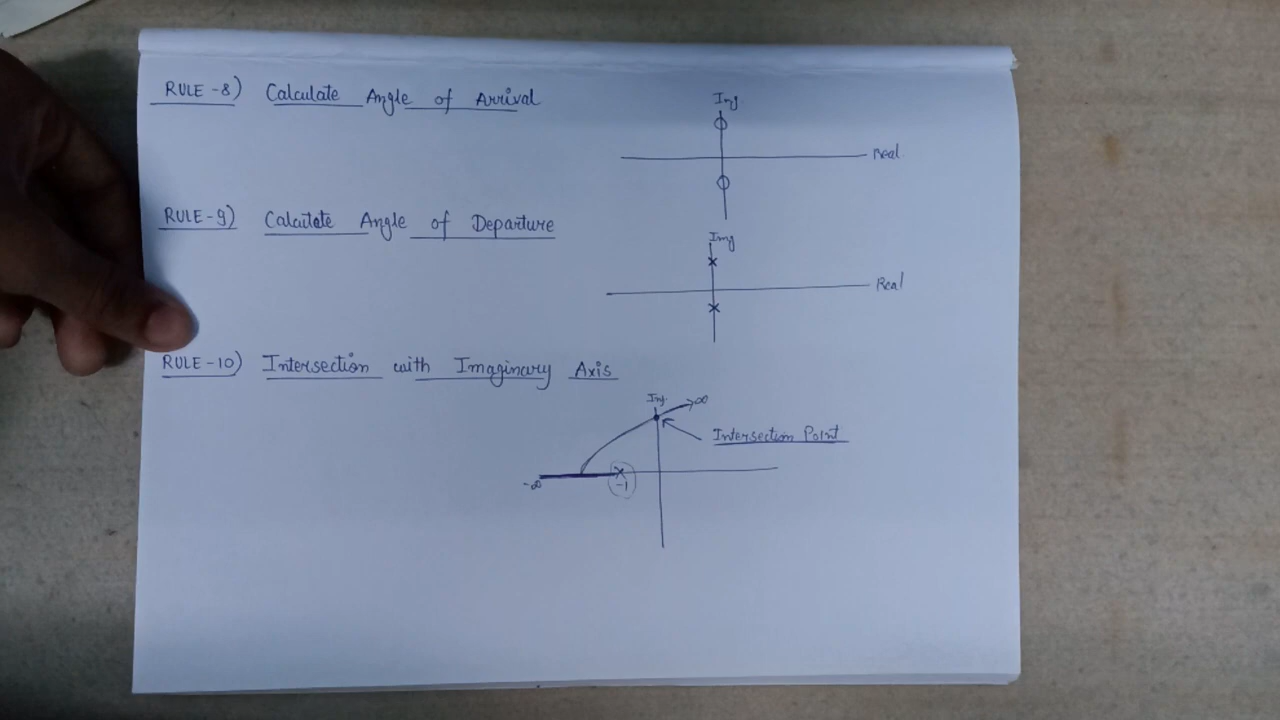 RULE -8) Calculate Angle of Arrival
Img
Real
RULE-9) Calculate Angle of Departure
Img
Real
RULE -10) Intersection with Imaginary Axis
Img.
∞
Intersection Point
-∞
-1